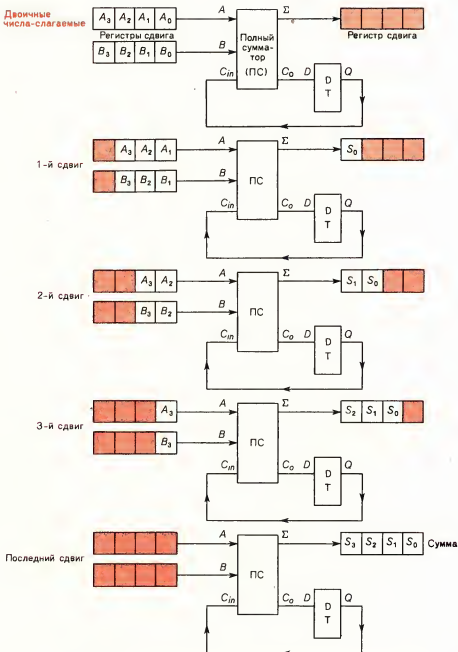 Двоичные
числа-слагаемые
A₃ A₂ A₁ A₀
Регистры сдвига
B₃ B₂ B₁ B₀
A
B
Полный
сумма-
тор
(ПС)
Σ
Регистр сдвига
Cin
Co
D
D
T
Q
1-й сдвиг
A₃ A₂ A₁
B₃ B₂ B₁
A
B
ПС
Σ
S₀
Cin
Co
D
D
T
Q
2-й сдвиг
A₃ A₂
B₃ B₂
A
B
ПС
Σ
S₁ S₀
Cin
Co
D
D
T
Q
3-й сдвиг
A₃
B₃
A
B
ПС
Σ
S₂ S₁ S₀
Cin
Co
D
D
T
Q
Последний сдвиг
A
B
ПС
Σ
S₃ S₂ S₁ S₀
Сумма
Cin
Co
D
D
T
Q